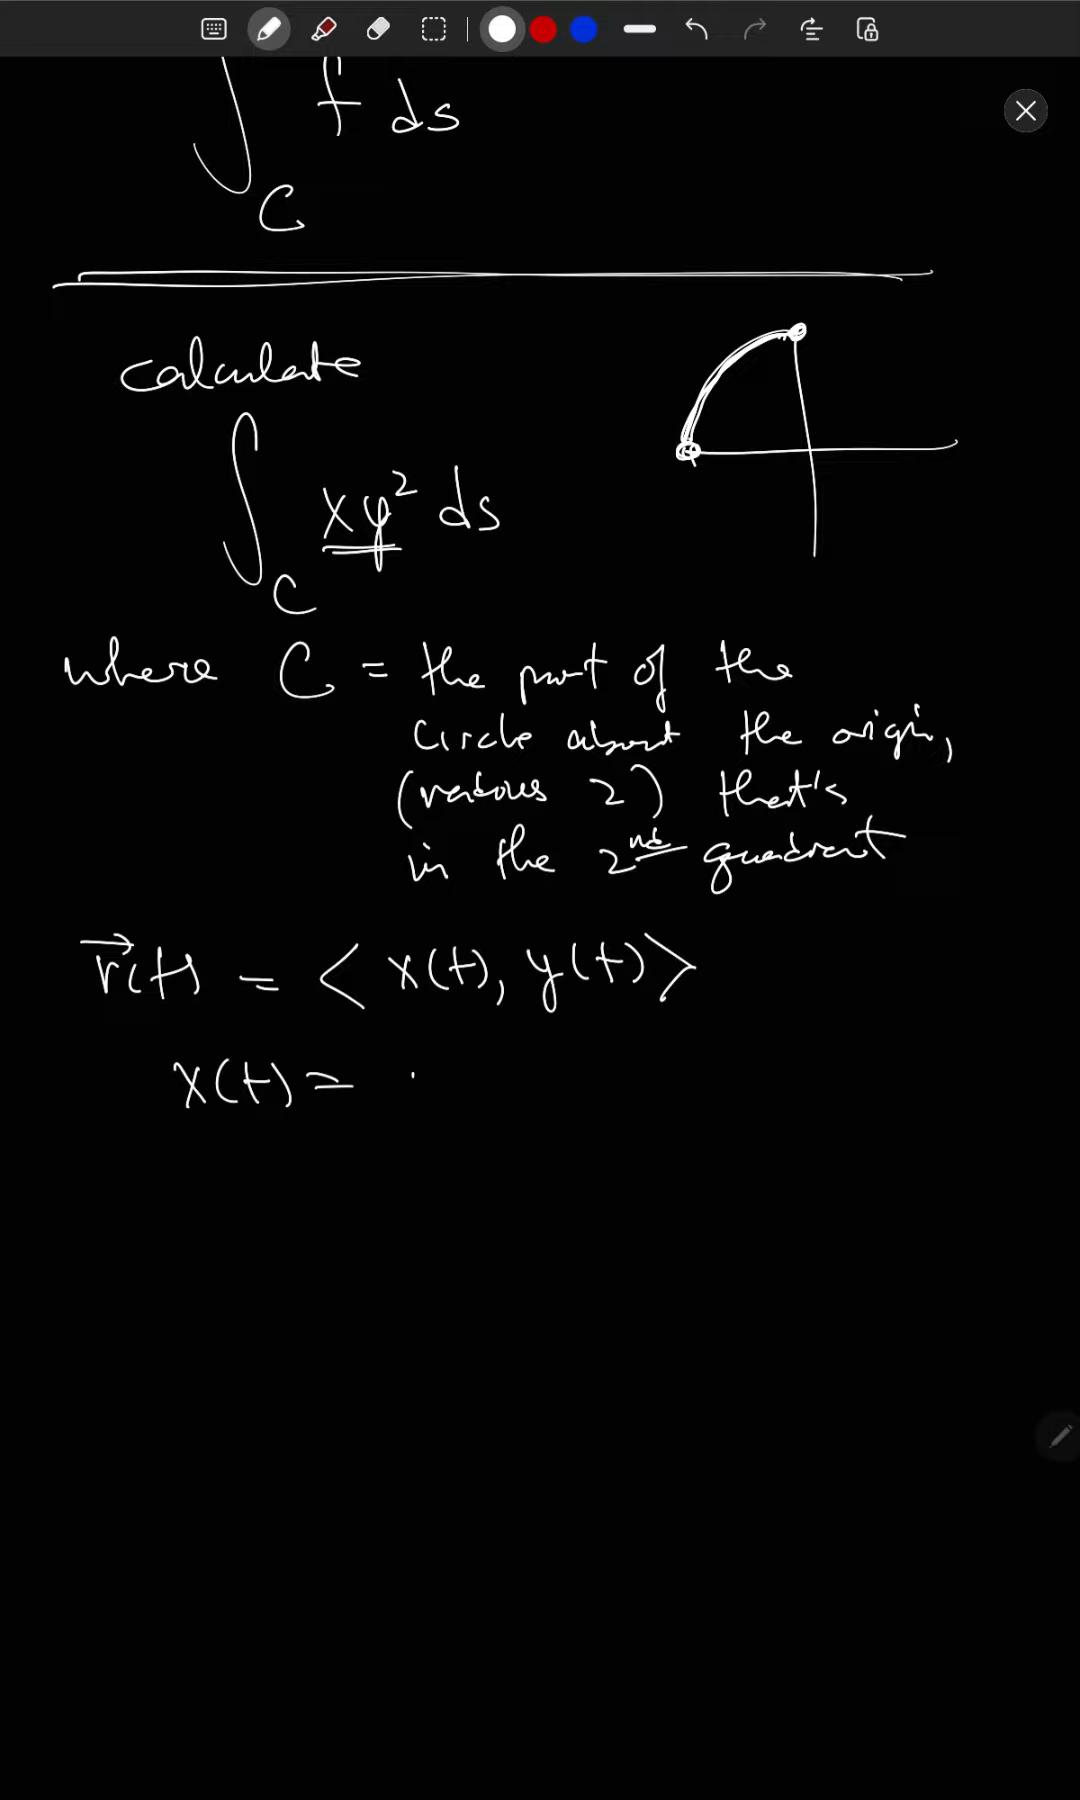 ∫_C f ds
calculate
∫_C xy² ds
where C = the part of the
circle about the origin,
(radius 2) that's
in the 2nd quadrant
r⃗(t) = < x(t), y(t) >
x(t) =